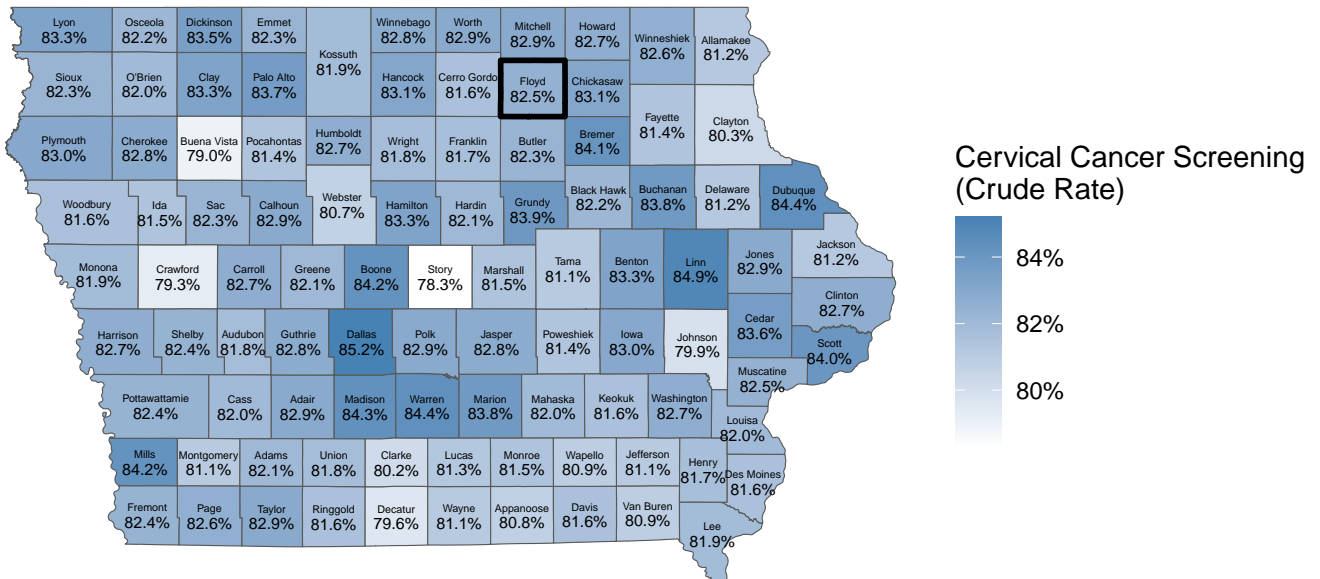 Lyon
83.3%
Osceola
82.2%
Dickinson
83.5%
Emmet
82.3%
Kossuth
81.9%
Winnebago
82.8%
Worth
82.9%
Mitchell
82.9%
Howard
82.7%
Winneshiek
82.6%
Allamakee
81.2%
Sioux
82.3%
O'Brien
82.0%
Clay
83.3%
Palo Alto
83.7%
Hancock
83.1%
Cerro Gordo
81.6%
Floyd
82.5%
Chickasaw
83.1%
Fayette
81.4%
Clayton
80.3%
Plymouth
83.0%
Cherokee
82.8%
Buena Vista
79.0%
Pocahontas
81.4%
Humboldt
82.7%
Wright
81.8%
Franklin
81.7%
Butler
82.3%
Bremer
84.1%
Woodbury
81.6%
Ida
81.5%
Sac
82.3%
Calhoun
82.9%
Webster
80.7%
Hamilton
83.3%
Hardin
82.1%
Grundy
83.9%
Black Hawk
82.2%
Buchanan
83.8%
Delaware
81.2%
Dubuque
84.4%
Monona
81.9%
Crawford
79.3%
Carroll
82.7%
Greene
82.1%
Boone
84.2%
Story
78.3%
Marshall
81.5%
Tama
81.1%
Benton
83.3%
Linn
84.9%
Jones
82.9%
Jackson
81.2%
Clinton
82.7%
Harrison
82.7%
Shelby
82.4%
Audubon
81.8%
Guthrie
82.8%
Dallas
85.2%
Polk
82.9%
Jasper
82.8%
Poweshiek
81.4%
Iowa
83.0%
Johnson
79.9%
Cedar
83.6%
Scott
84.0%
Muscatine
82.5%
Pottawattamie
82.4%
Cass
82.0%
Adair
82.9%
Madison
84.3%
Warren
84.4%
Marion
83.8%
Mahaska
82.0%
Keokuk
81.6%
Washington
82.7%
Louisa
82.0%
Mills
84.2%
Montgomery
81.1%
Adams
82.1%
Union
81.8%
Clarke
80.2%
Lucas
81.3%
Monroe
81.5%
Wapello
80.9%
Jefferson
81.1%
Henry
81.7%
Des Moines
81.6%
Fremont
82.4%
Page
82.6%
Taylor
82.9%
Ringgold
81.6%
Decatur
79.6%
Wayne
81.1%
Appanoose
80.8%
Davis
81.6%
Van Buren
80.9%
Lee
81.9%
Cervical Cancer Screening
(Crude Rate)
84%
82%
80%